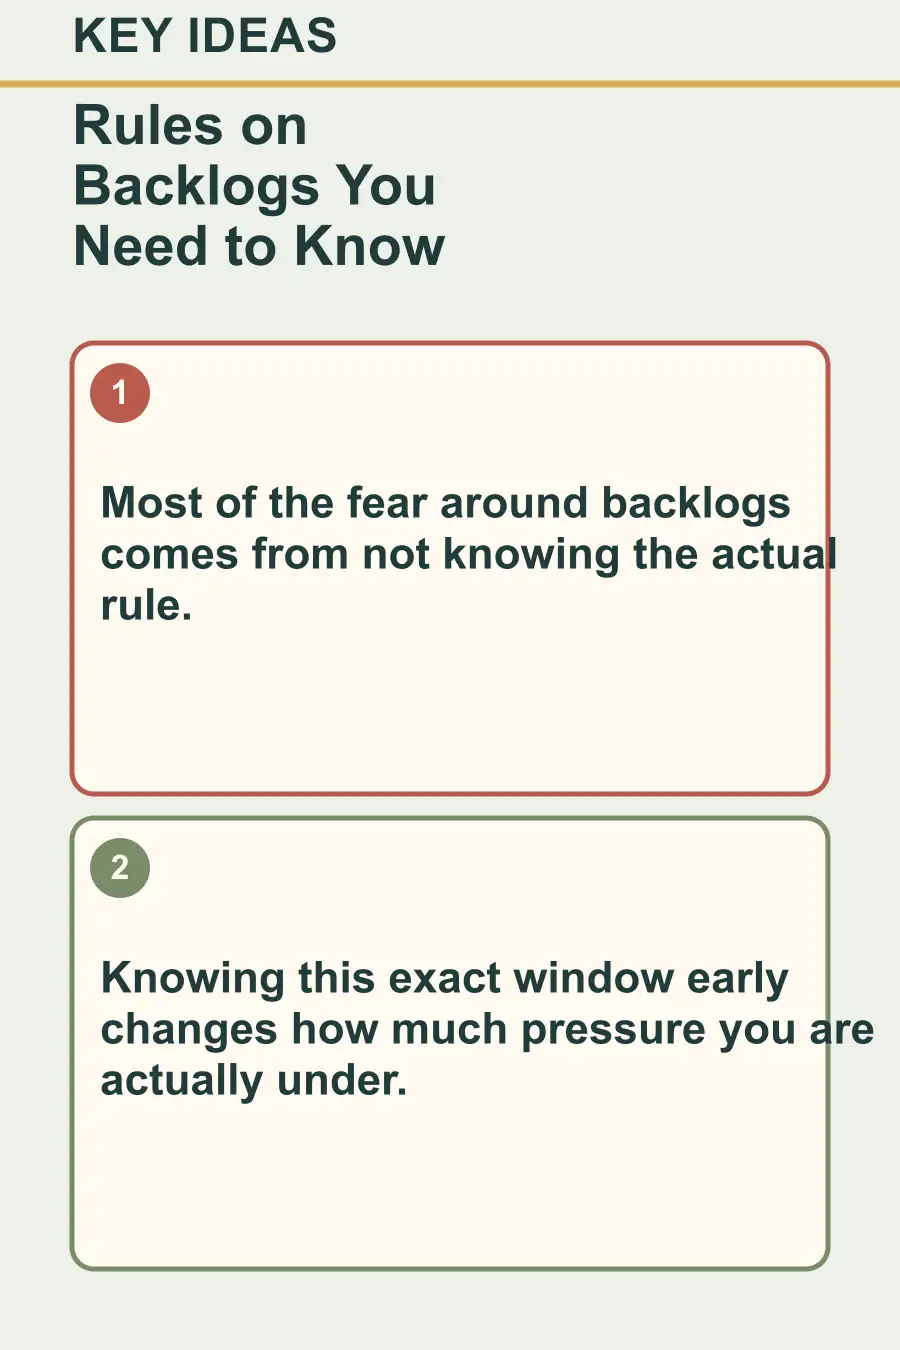 KEY IDEAS
Rules on
Backlogs You
Need to Know
1
Most of the fear around backlogs
comes from not knowing the actual
rule.
2
Knowing this exact window early
changes how much pressure you are
actually under.